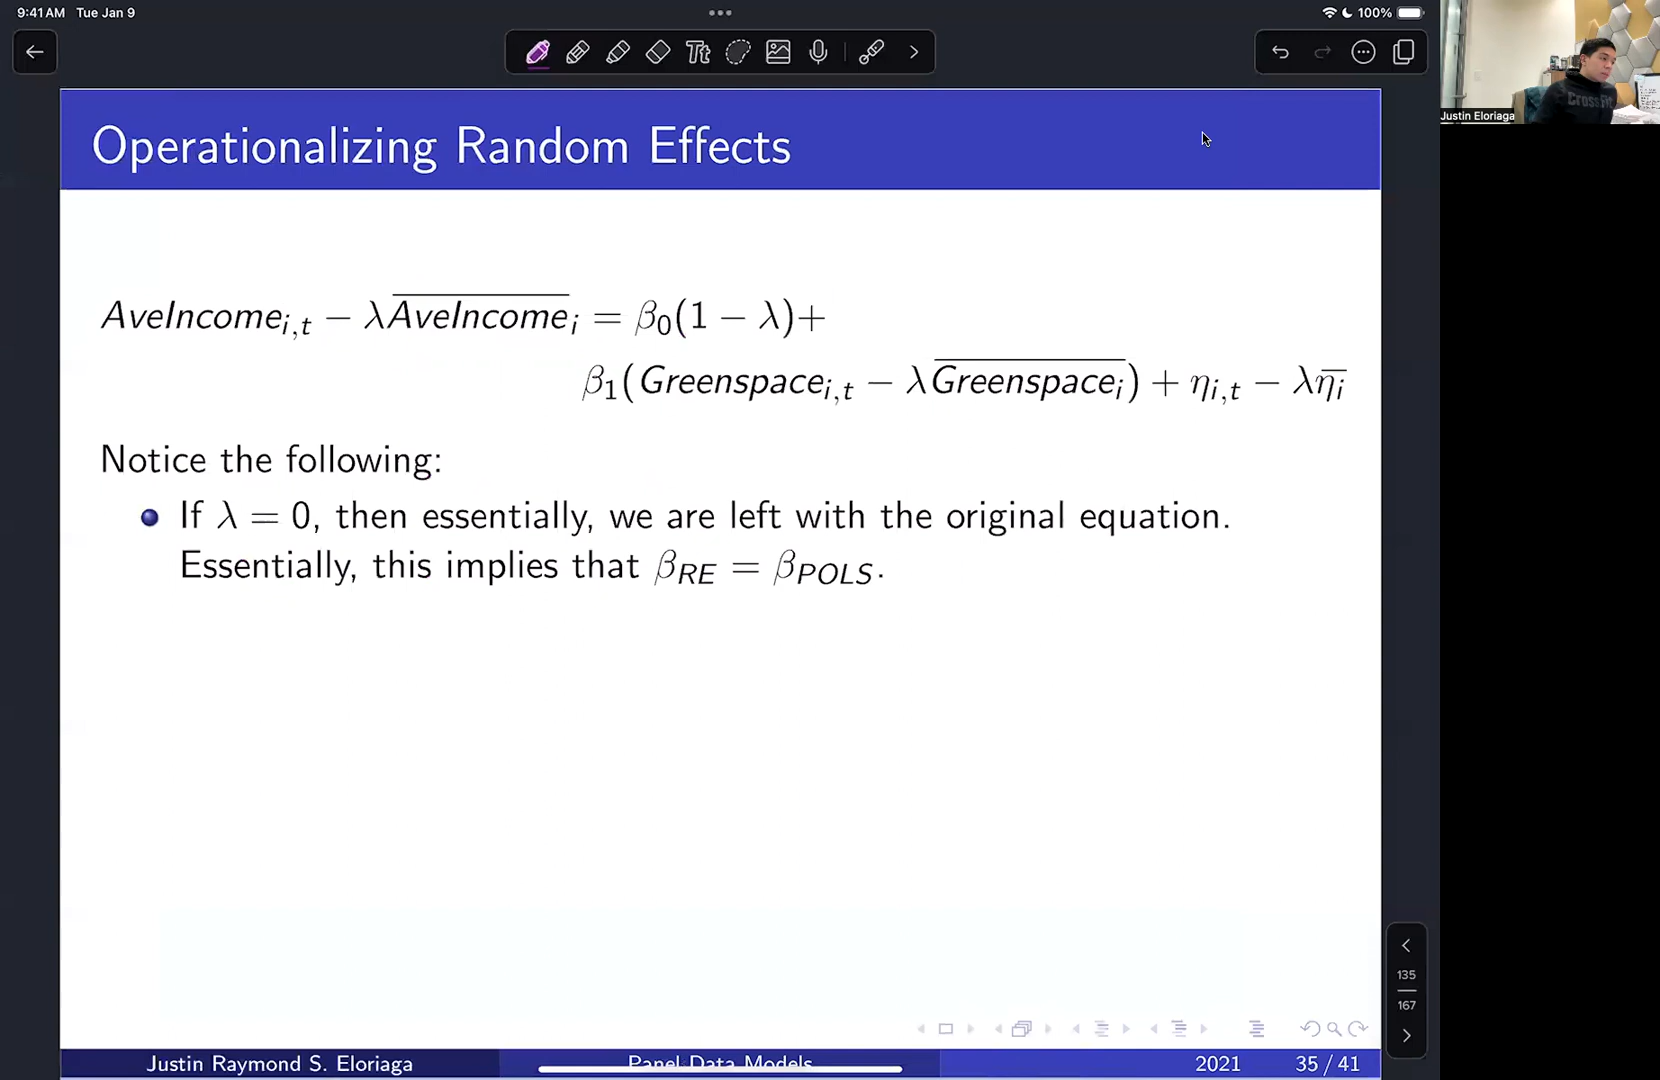 9:41 AM Tue Jan 9
100%
Tt
Justin Eloriaga
CrossFit
Operationalizing Random Effects
AveIncome_{i,t} − λ\overline{AveIncome}_i = β_0(1 − λ)+
β_1(Greenspace_{i,t} − λ\overline{Greenspace_i}) + η_{i,t} − λ\overline{η_i}
Notice the following:
If λ = 0, then essentially, we are left with the original equation.
Essentially, this implies that β_{RE} = β_{POLS}.
135
167
Justin Raymond S. Eloriaga Panel Data Models 2021 35 / 41